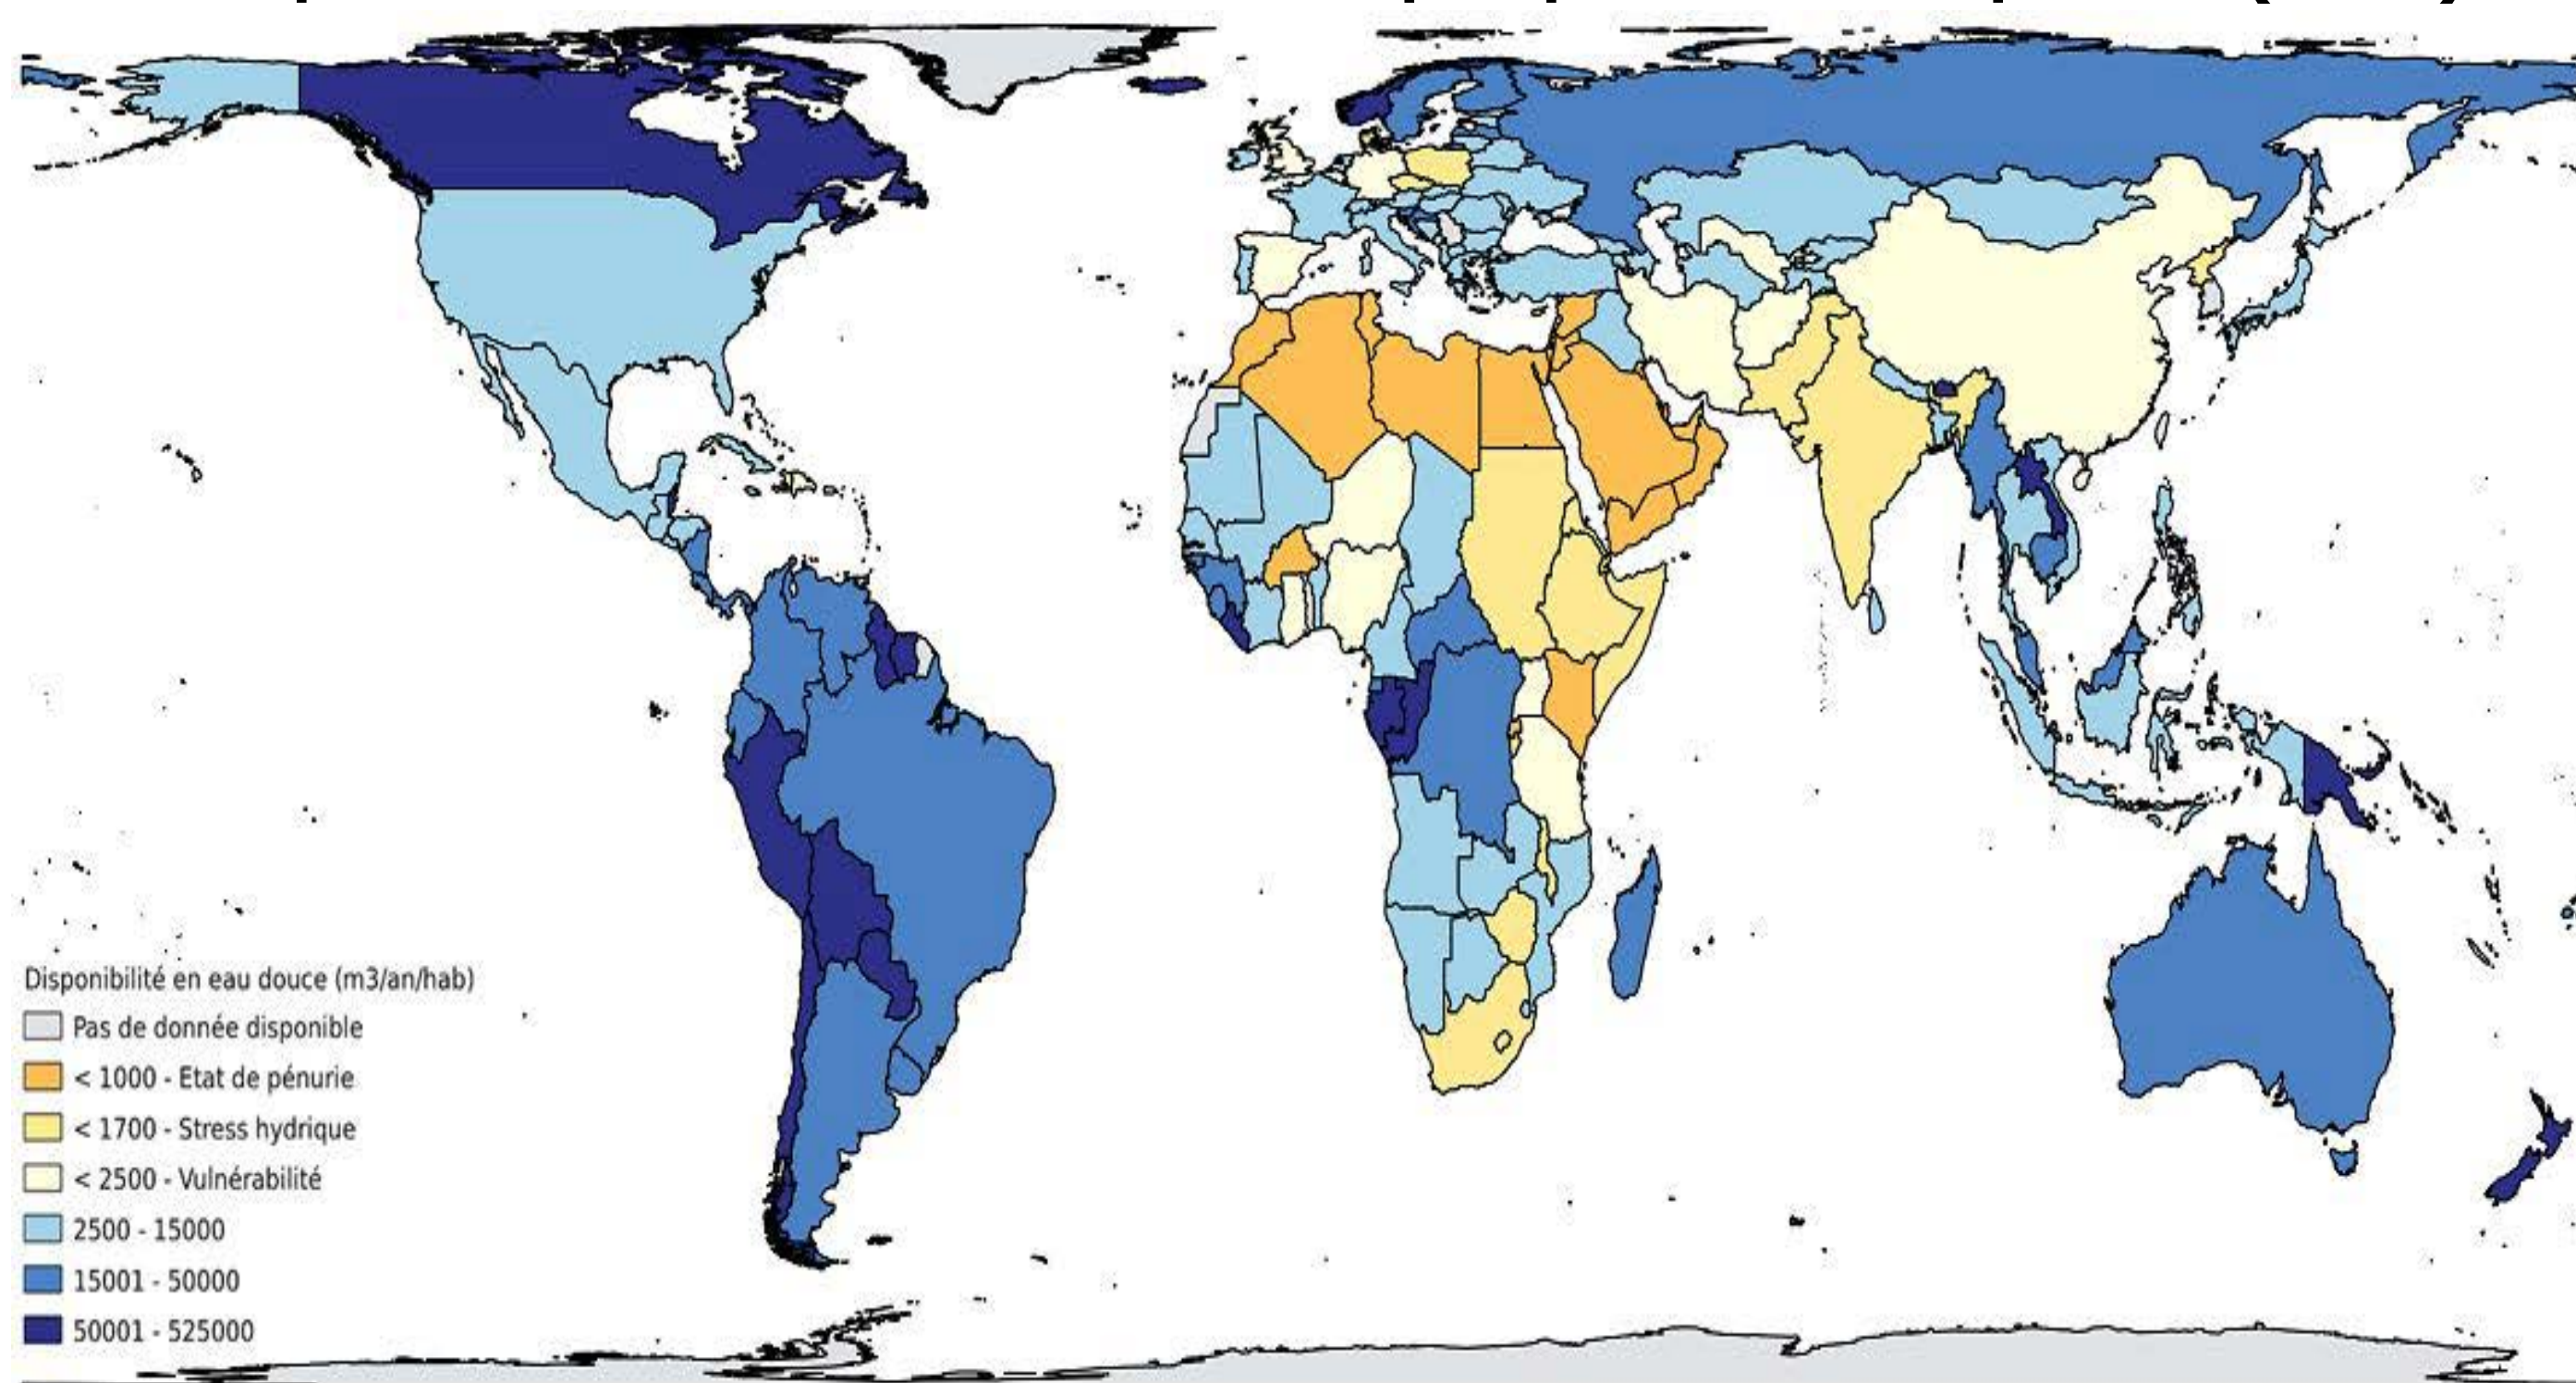 Disponibilité en eau douce (m3/an/hab)
Pas de donnée disponible
< 1000 - Etat de pénurie
< 1700 - Stress hydrique
< 2500 - Vulnérabilité
2500 - 15000
15001 - 50000
50001 - 525000